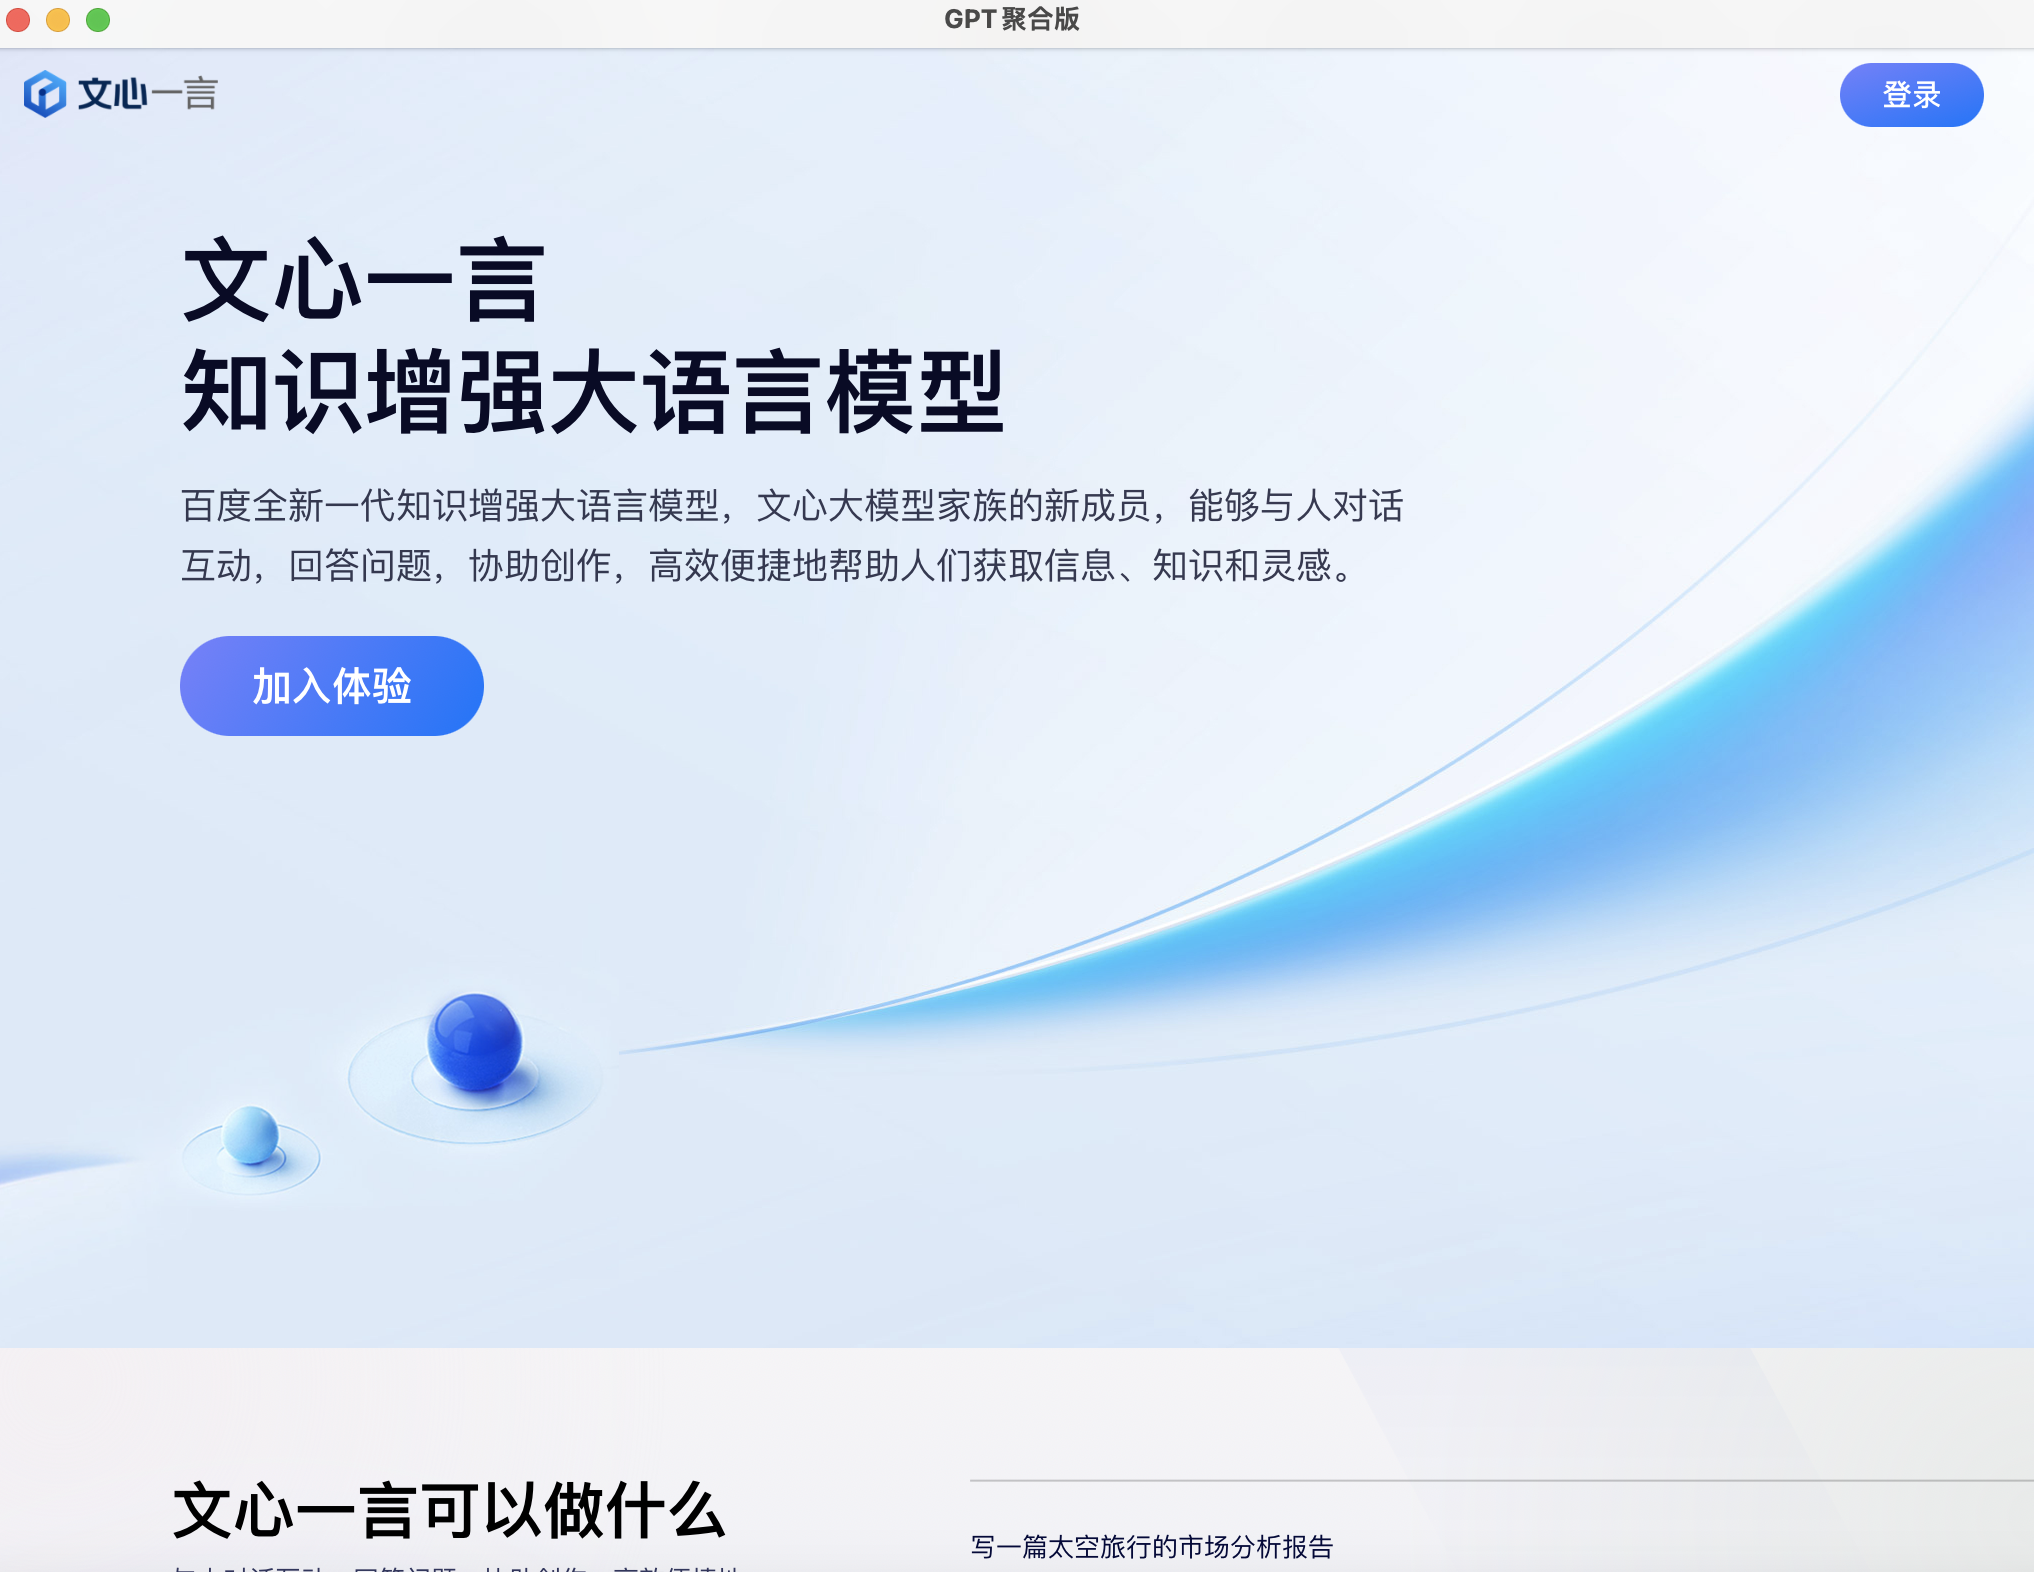 GPT聚合版
文心一言
登录
文心一言
知识增强大语言模型
百度全新一代知识增强大语言模型，文心大模型家族的新成员，能够与人对话
互动，回答问题，协助创作，高效便捷地帮助人们获取信息、知识和灵感。
加入体验
文心一言可以做什么
写一篇太空旅行的市场分析报告